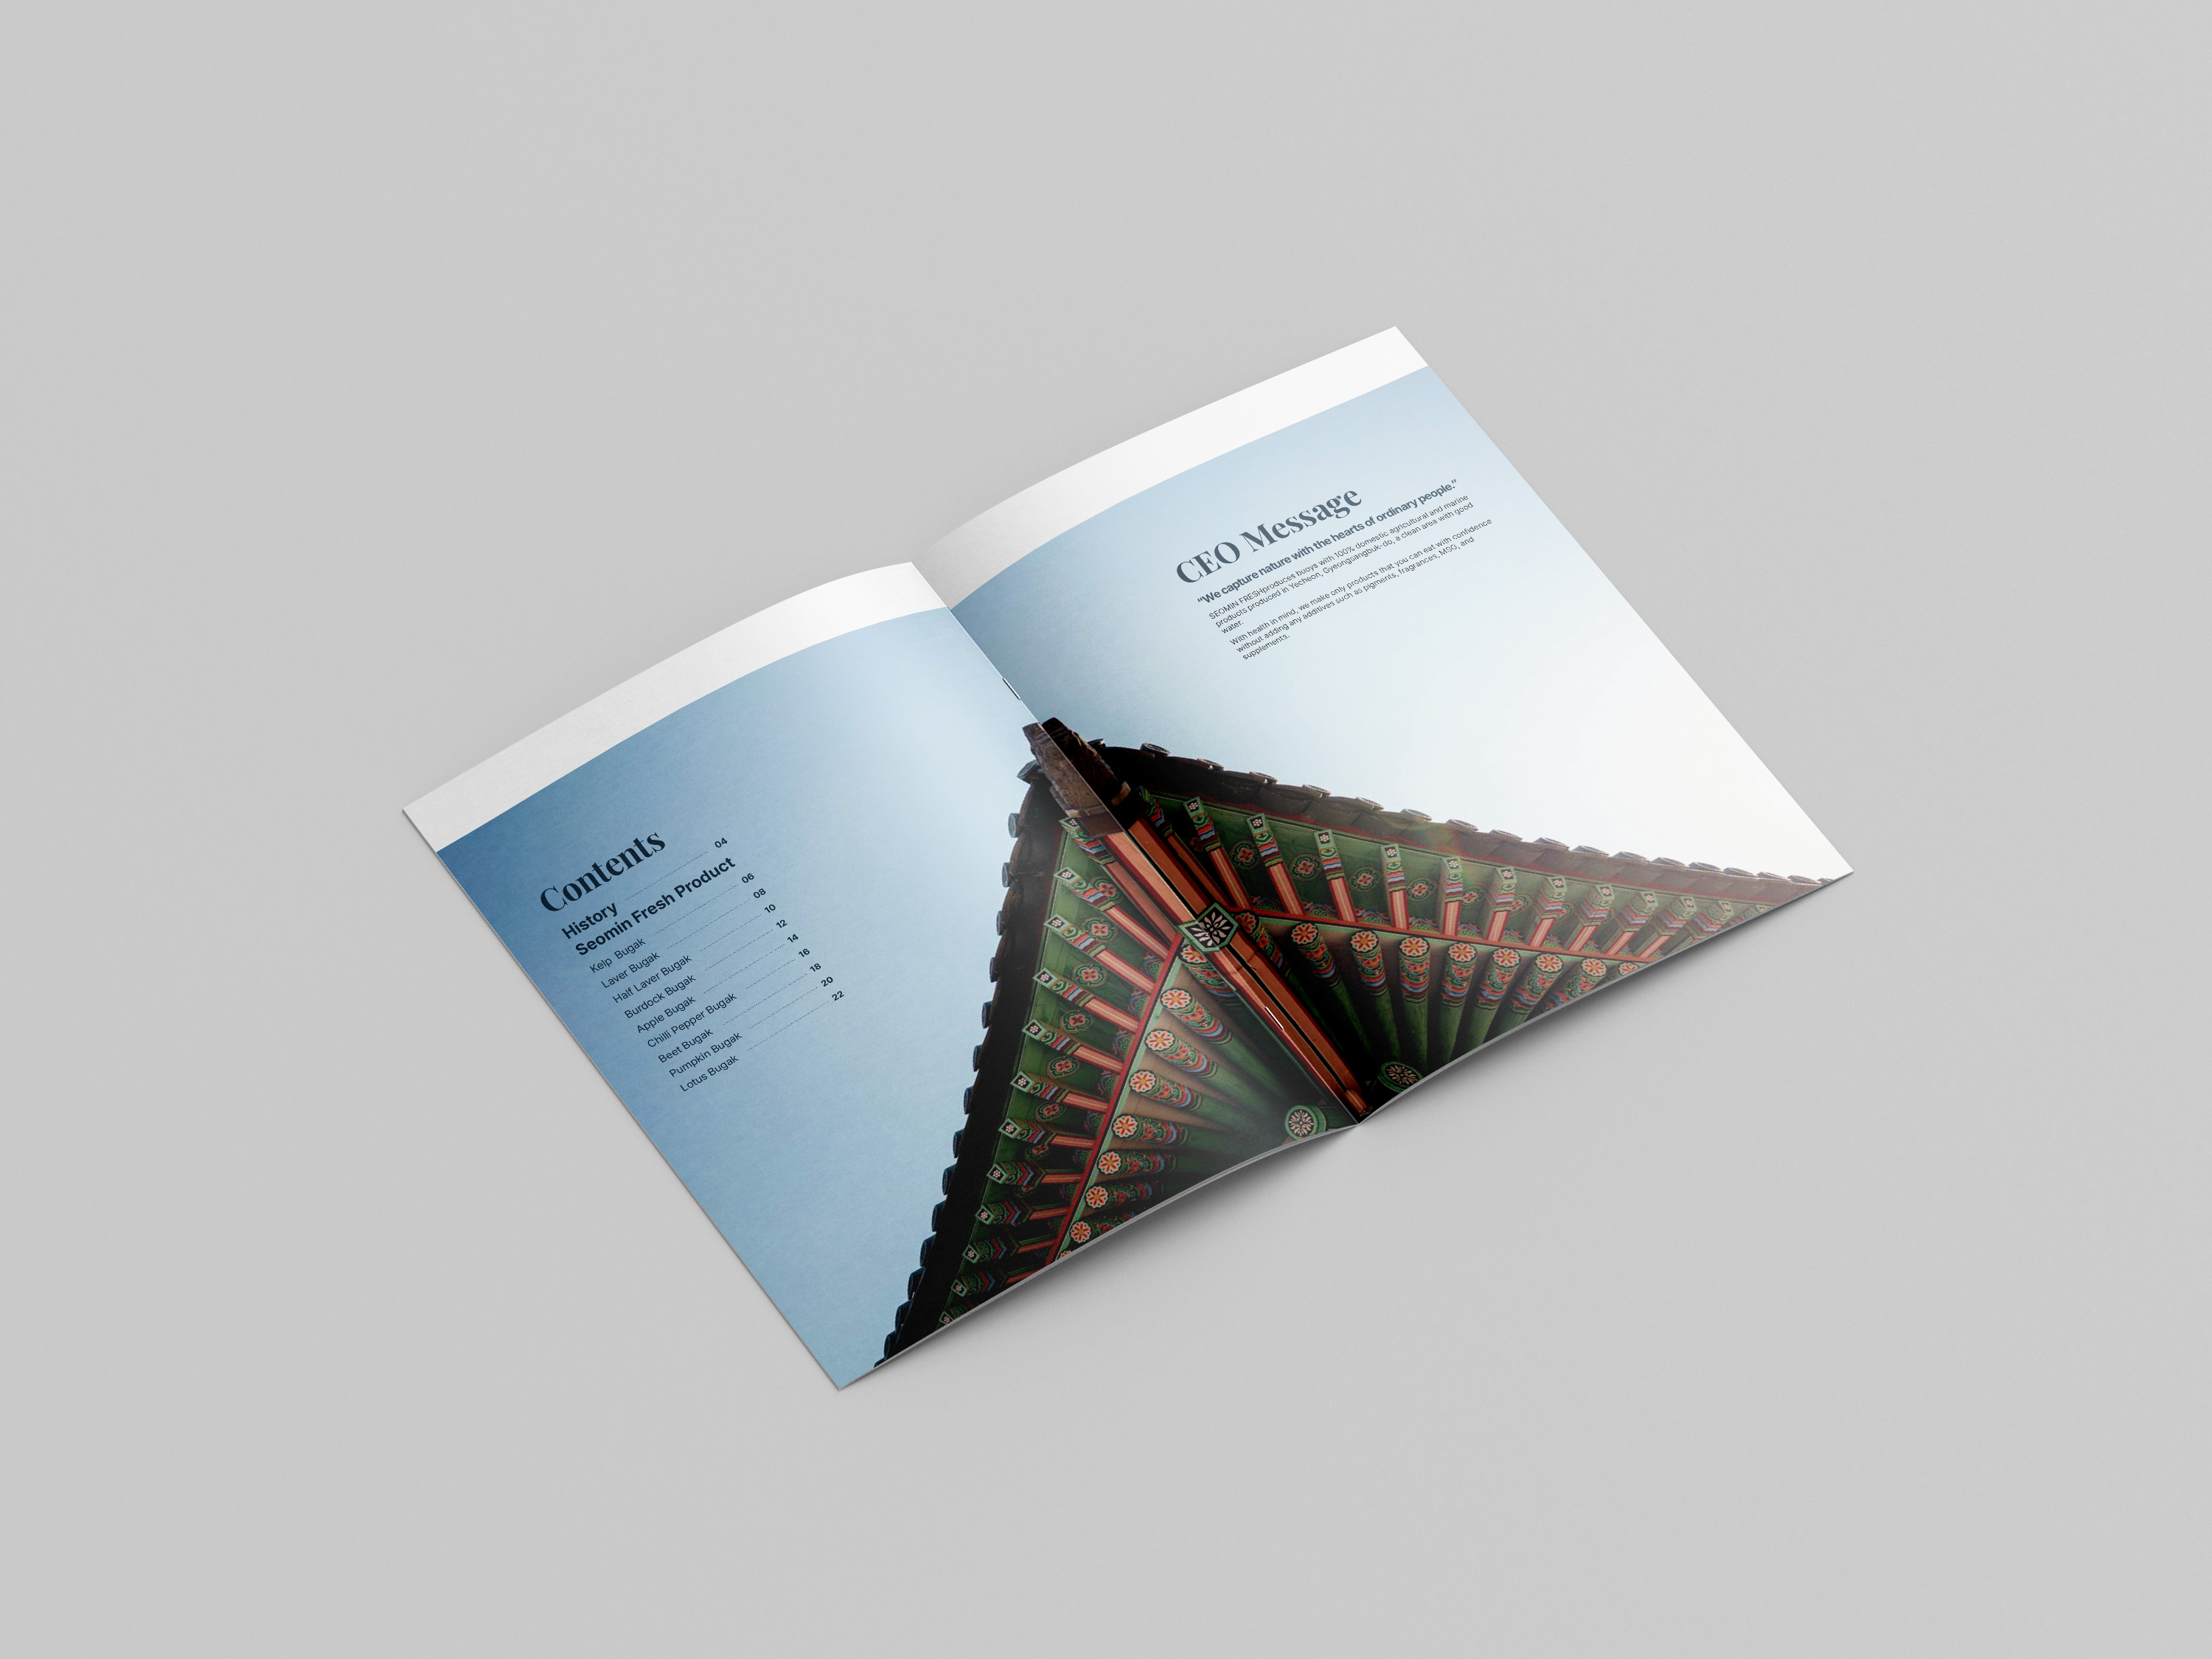 Contents
History 04
Seomin Fresh Product
Kelp Bugak 06
Laver Bugak 08
Half Laver Bugak 10
Burdock Bugak 12
Apple Bugak 14
Chilli Pepper Bugak 16
Beet Bugak 18
Pumpkin Bugak 20
Lotus Bugak 22
CEO Message
“We capture nature with the hearts of ordinary people.”
SEOMIN FRESHproduces buoys with 100% domestic agricultural and marine
products produced in Yecheon, Gyeongsangbuk-do, a clean area with good
water.
With health in mind, we make only products that you can eat with confidence
without adding any additives such as pigments, fragrances, MSG, and
supplements.